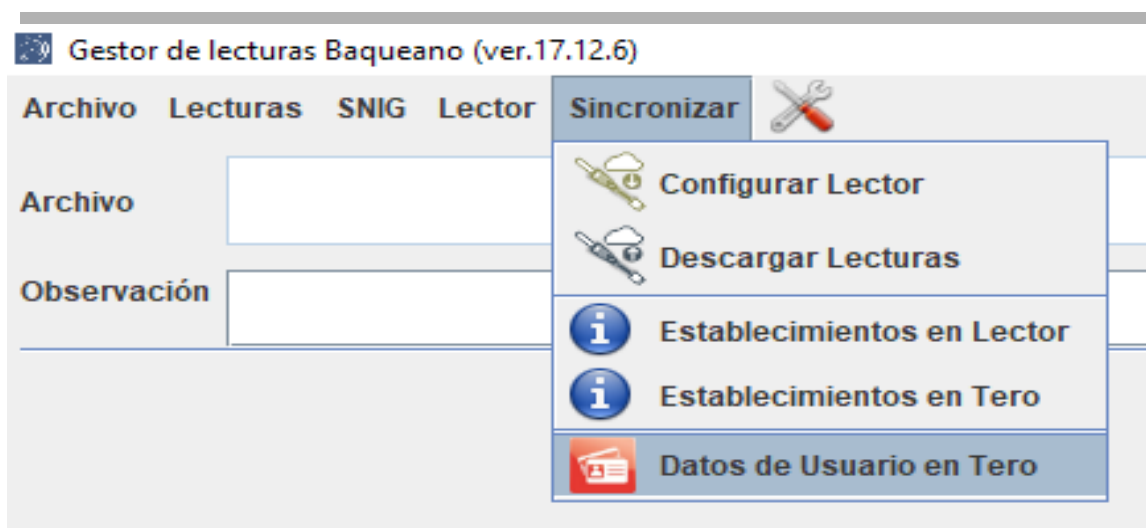 Gestor de lecturas Baqueano (ver.17.12.6)
Archivo Lecturas SNIG Lector Sincronizar
Configurar Lector
Archivo
Descargar Lecturas
Observación
Establecimientos en Lector
Establecimientos en Tero
Datos de Usuario en Tero